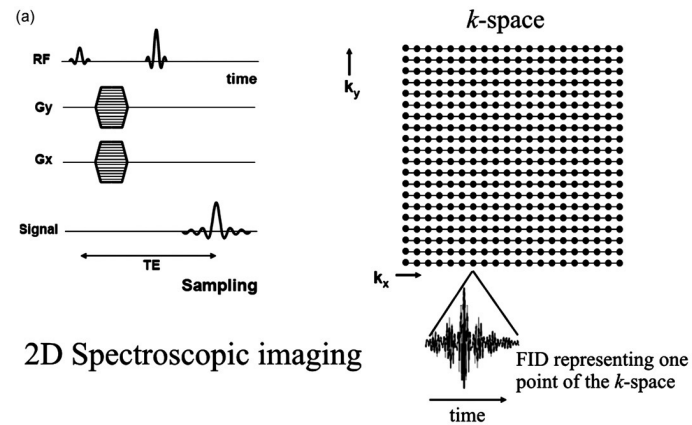 (a)
RF
time
Gy
Gx
Signal
TE
Sampling
2D Spectroscopic imaging
k-space
ky
kx
FID representing one
point of the k-space
time